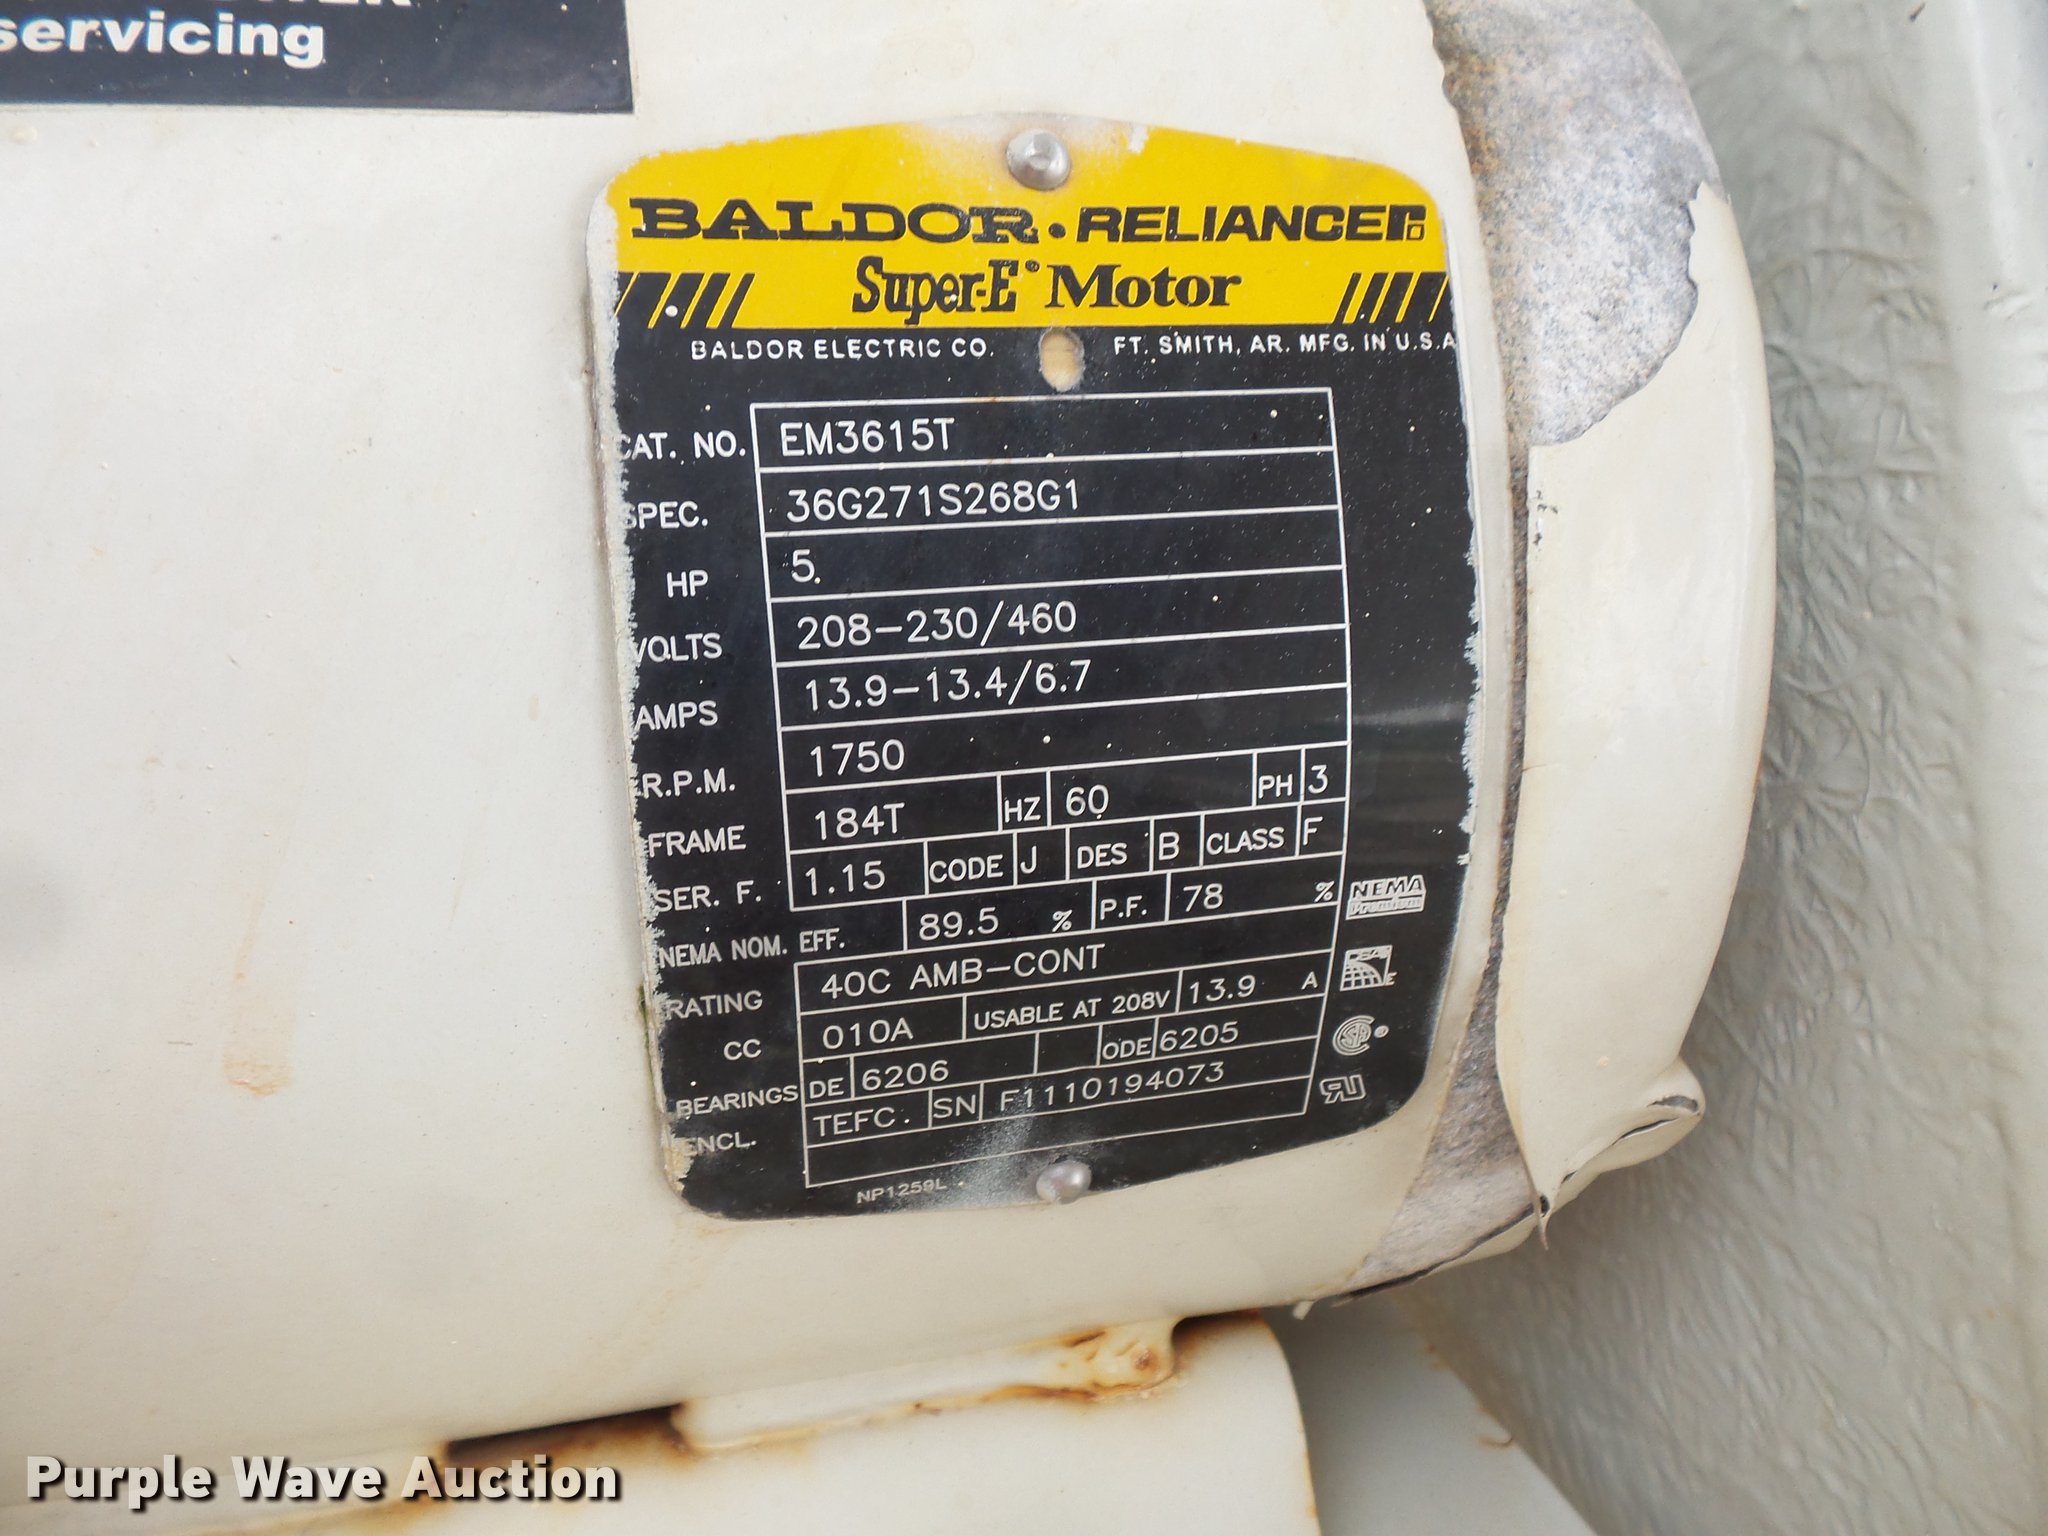 servicing
BALDOR • RELIANCE
Super-E® Motor
BALDOR ELECTRIC CO. FT. SMITH, AR. MFG. IN U.S.A
CAT. NO. EM3615T
SPEC. 36G271S268G1
HP 5.
VOLTS 208-230/460
AMPS 13.9-13.4/6.7
R.P.M. 1750
FRAME 184T HZ 60 PH 3
SER. F. 1.15 CODE J DES B CLASS F
NEMA NOM. EFF. 89.5 % P.F. 78 %
NEMA
Premium
RATING 40C AMB-CONT
CC 010A USABLE AT 208V 13.9 A
BEARINGS DE 6206 ODE 6205
ENCL. TEFC. SN F1110194073
NP1259L
Purple Wave Auction